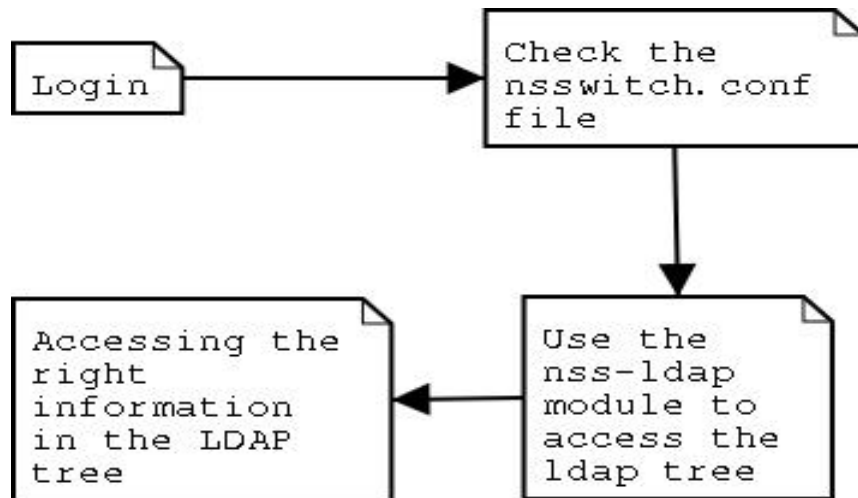 Login
Check the
nsswitch.conf
file
Use the
nss-ldap
module to
access the
ldap tree
Accessing the
right
information
in the LDAP
tree